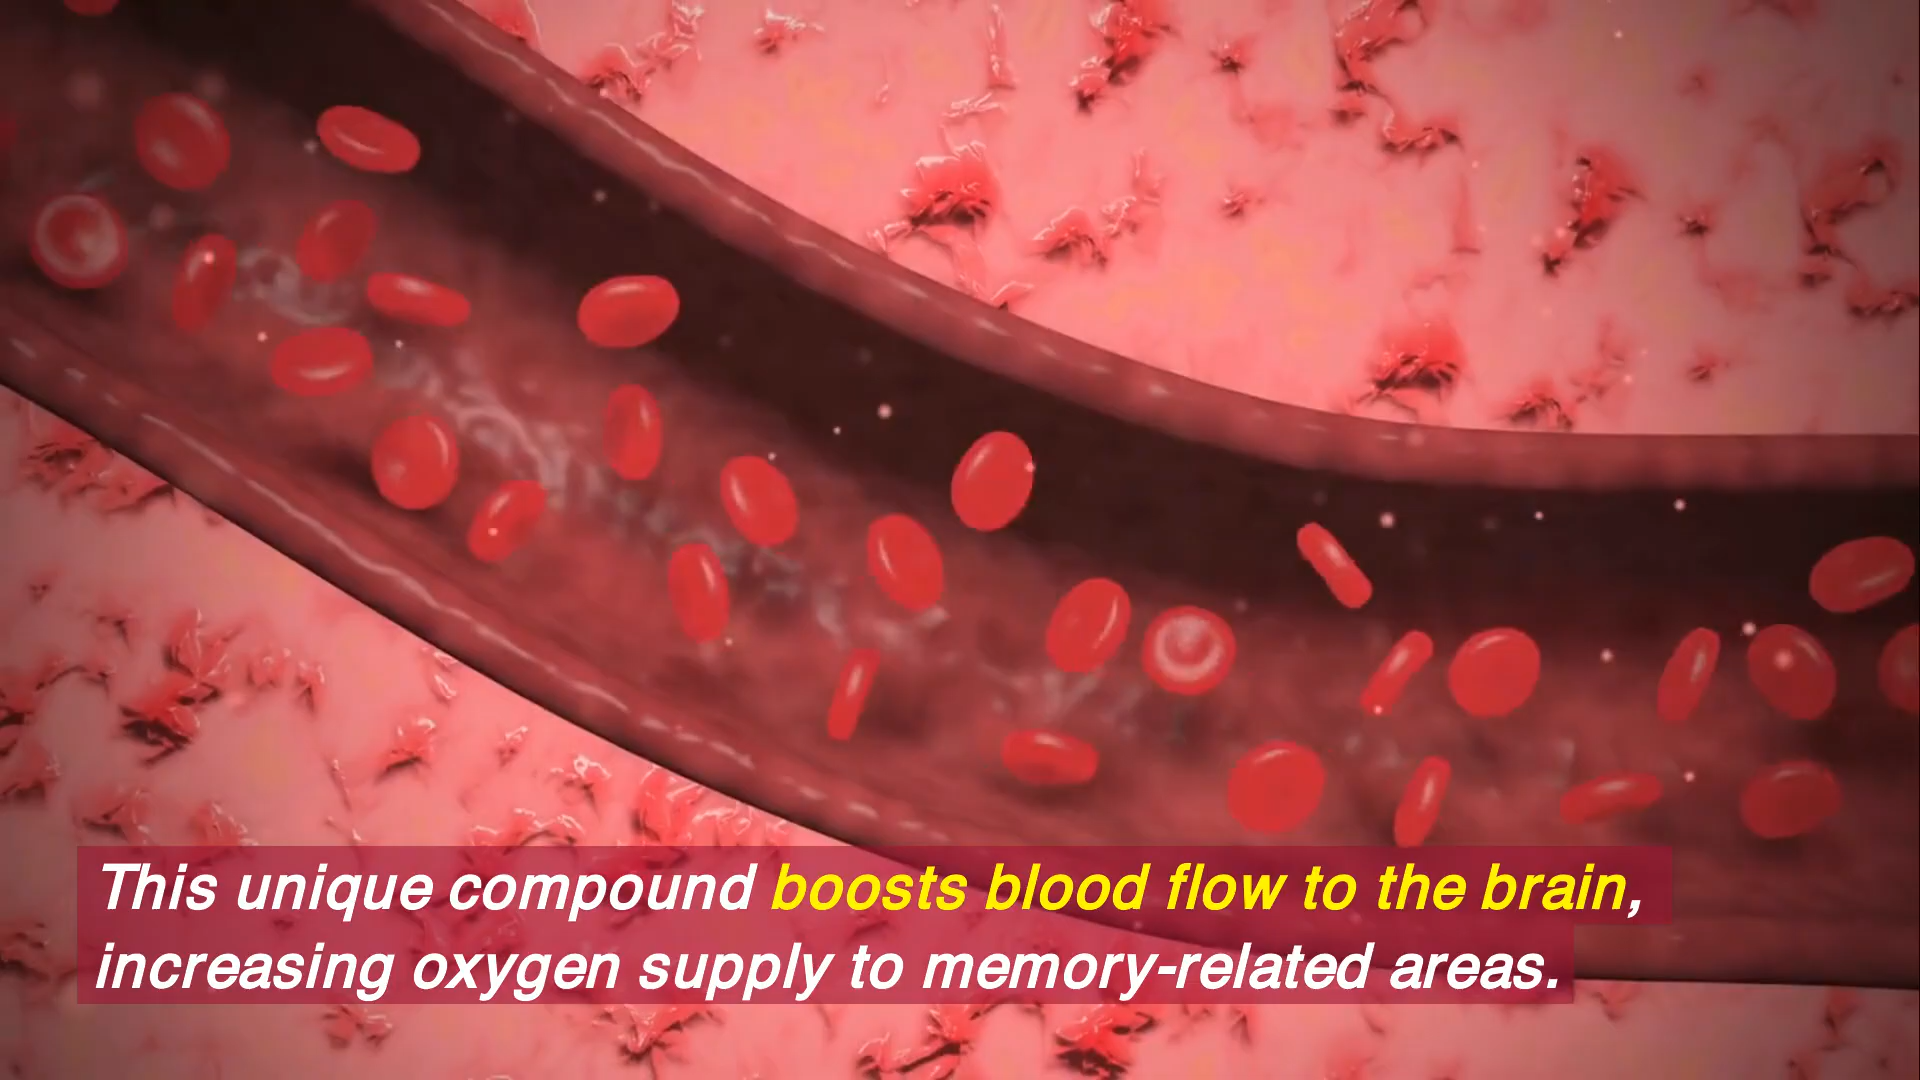 This unique compound boosts blood flow to the brain,
increasing oxygen supply to memory-related areas.